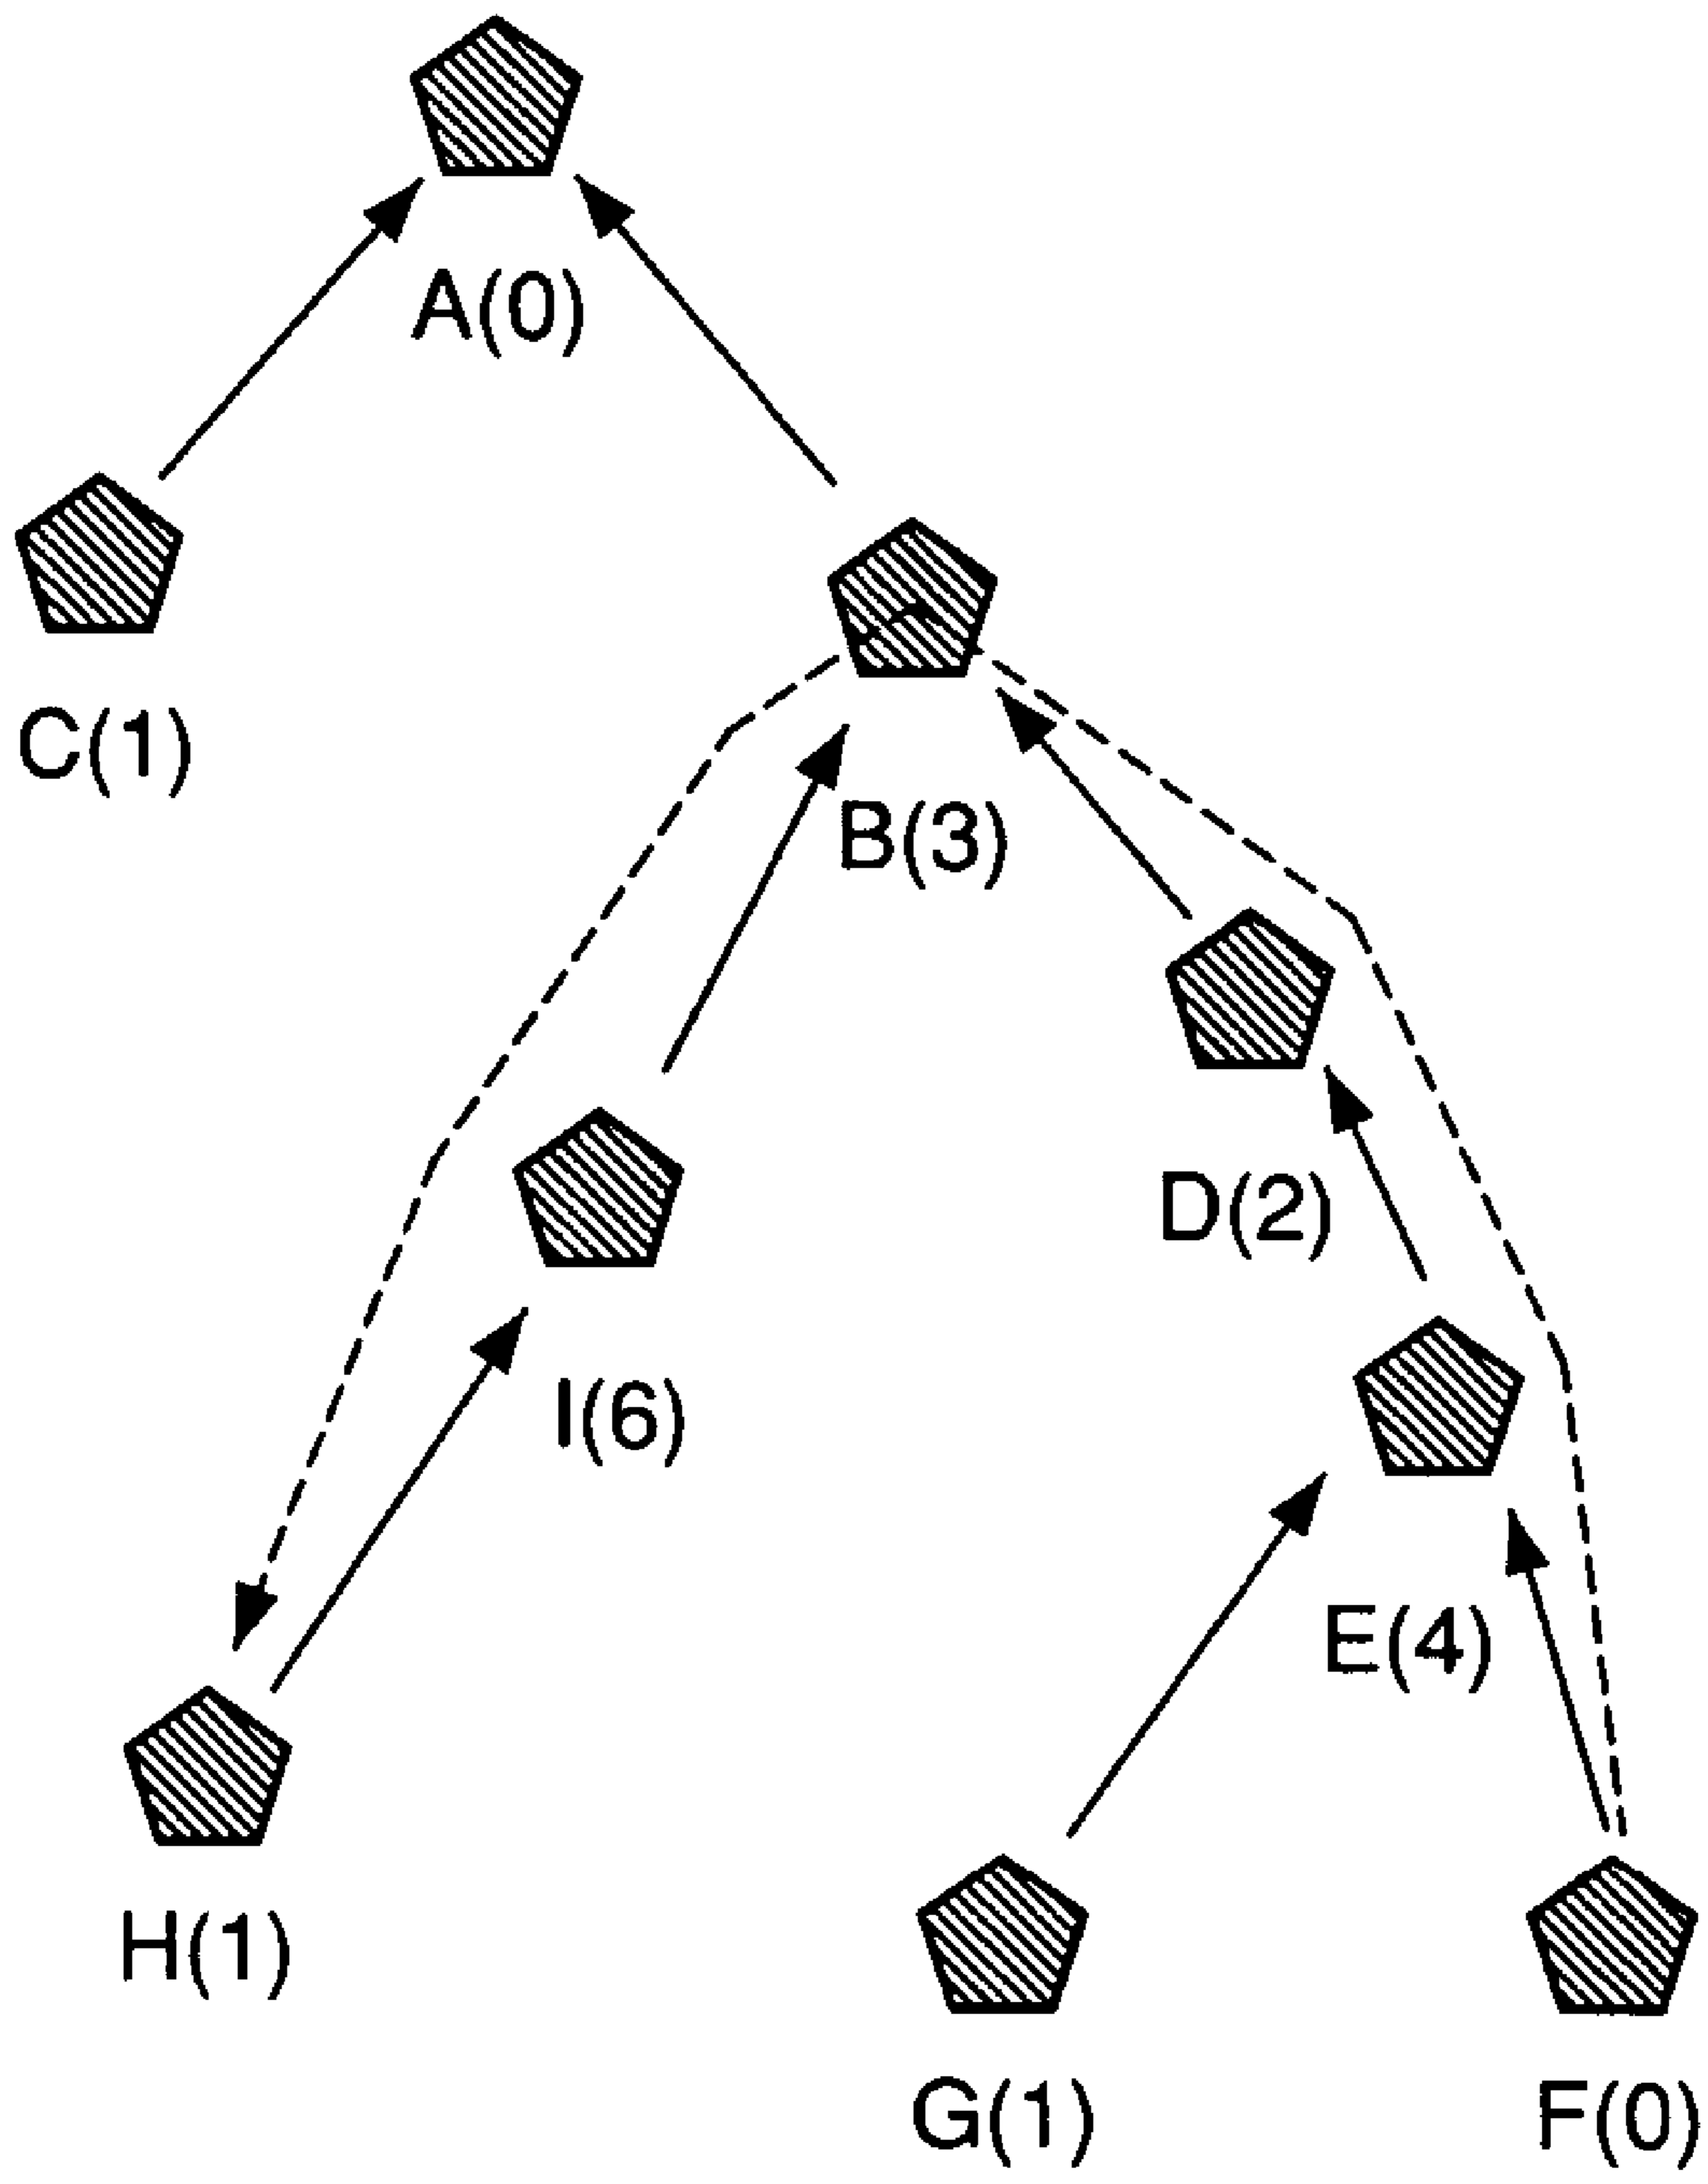 A(0)
C(1)
B(3)
D(2)
I(6)
E(4)
H(1)
G(1)
F(0)